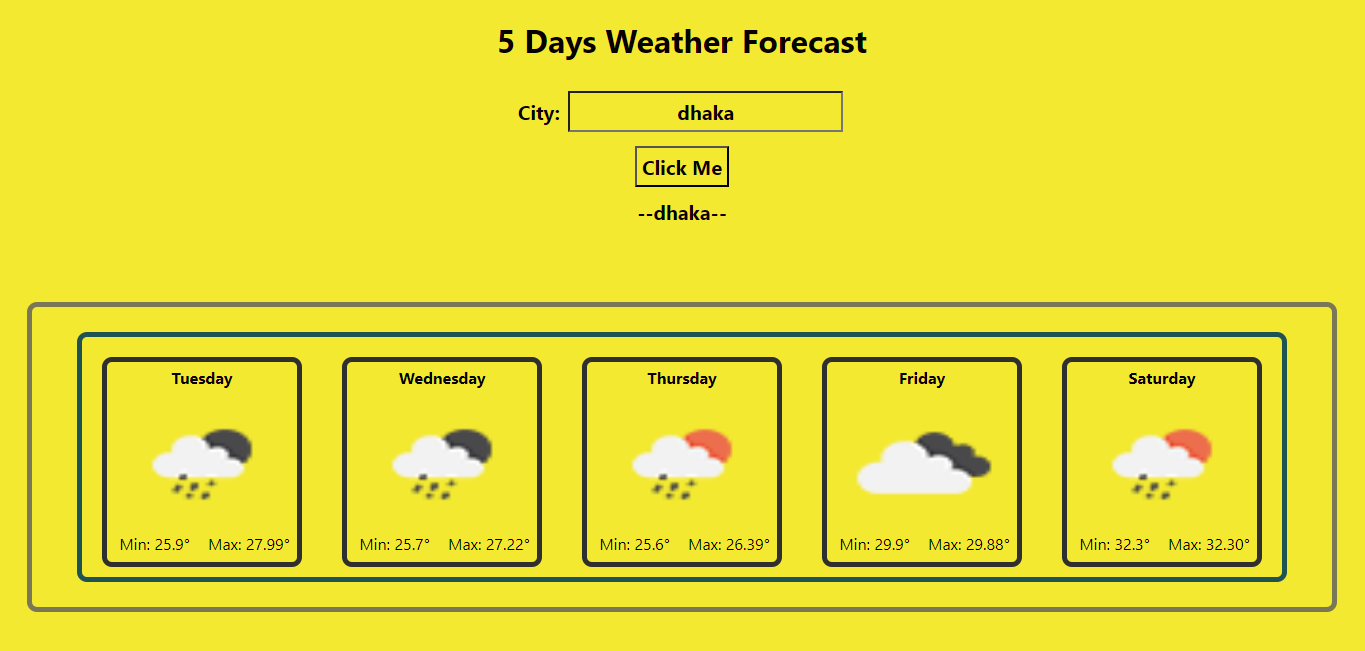 5 Days Weather Forecast
City: dhaka
Click Me
--dhaka--
Tuesday Wednesday Thursday Friday Saturday
Min: 25.9° Max: 27.99° Min: 25.7° Max: 27.22° Min: 25.6° Max: 26.39° Min: 29.9° Max: 29.88° Min: 32.3° Max: 32.30°